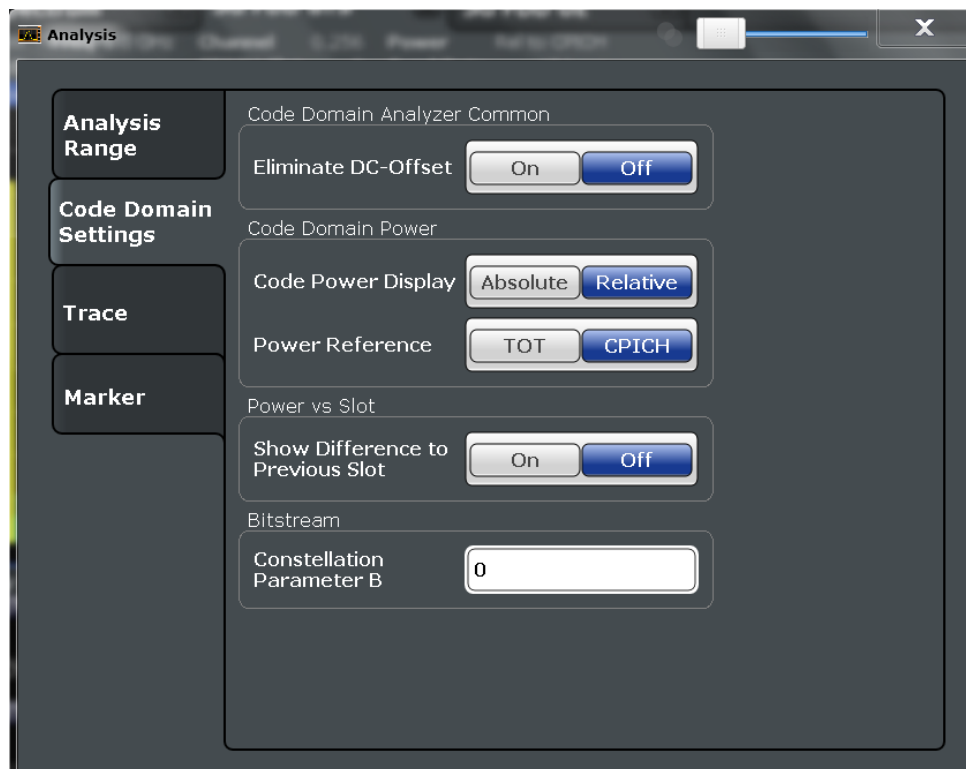 Analysis
X
Analysis
Range
Code Domain
Settings
Trace
Marker
Code Domain Analyzer Common
Eliminate DC-Offset On Off
Code Domain Power
Code Power Display Absolute Relative
Power Reference TOT CPICH
Power vs Slot
Show Difference to
Previous Slot
On Off
Bitstream
Constellation
Parameter B
0